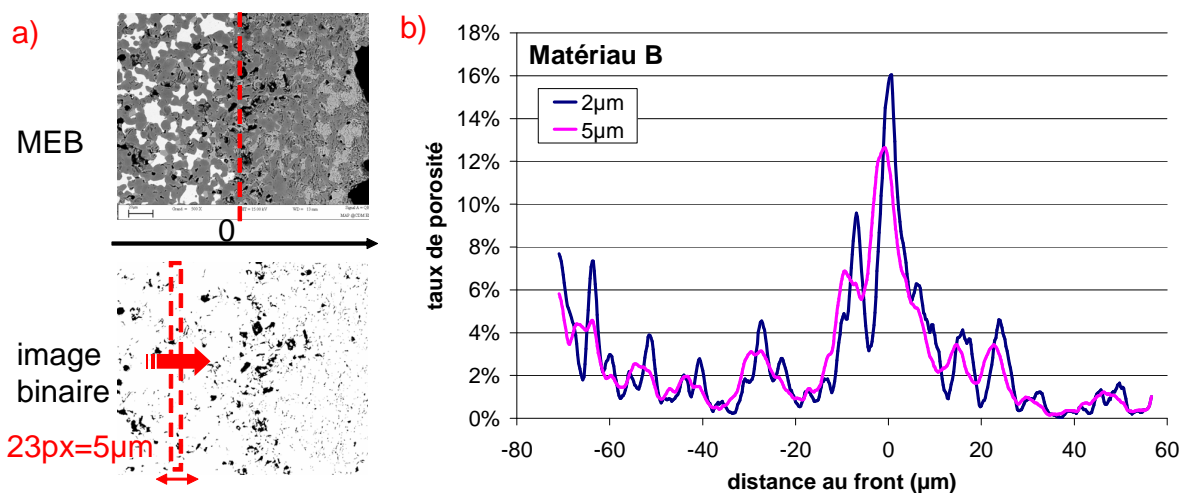 a)
MEB
0
image
binaire
23px=5µm
b)
Matériau B
2µm
5µm
taux de porosité
18%
16%
14%
12%
10%
8%
6%
4%
2%
0%
-80 -60 -40 -20 0 20 40 60
distance au front (µm)